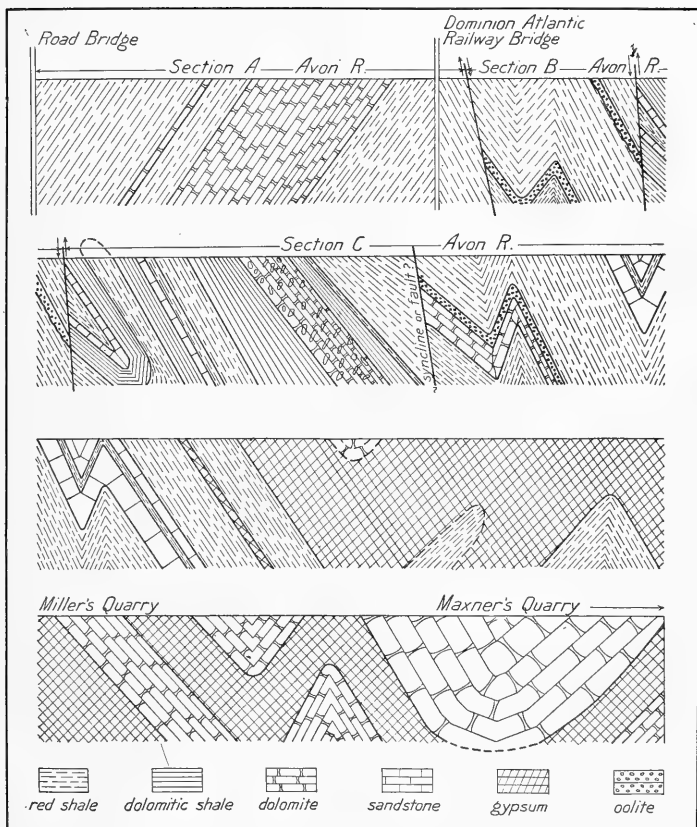 Road Bridge
Dominion Atlantic
Railway Bridge
Section A Avon R.
Section B Avon R.
Section C Avon R.
syncline or fault?
?
Miller's Quarry
Maxner's Quarry
red shale
dolomitic shale
dolomite
sandstone
gypsum
oolite